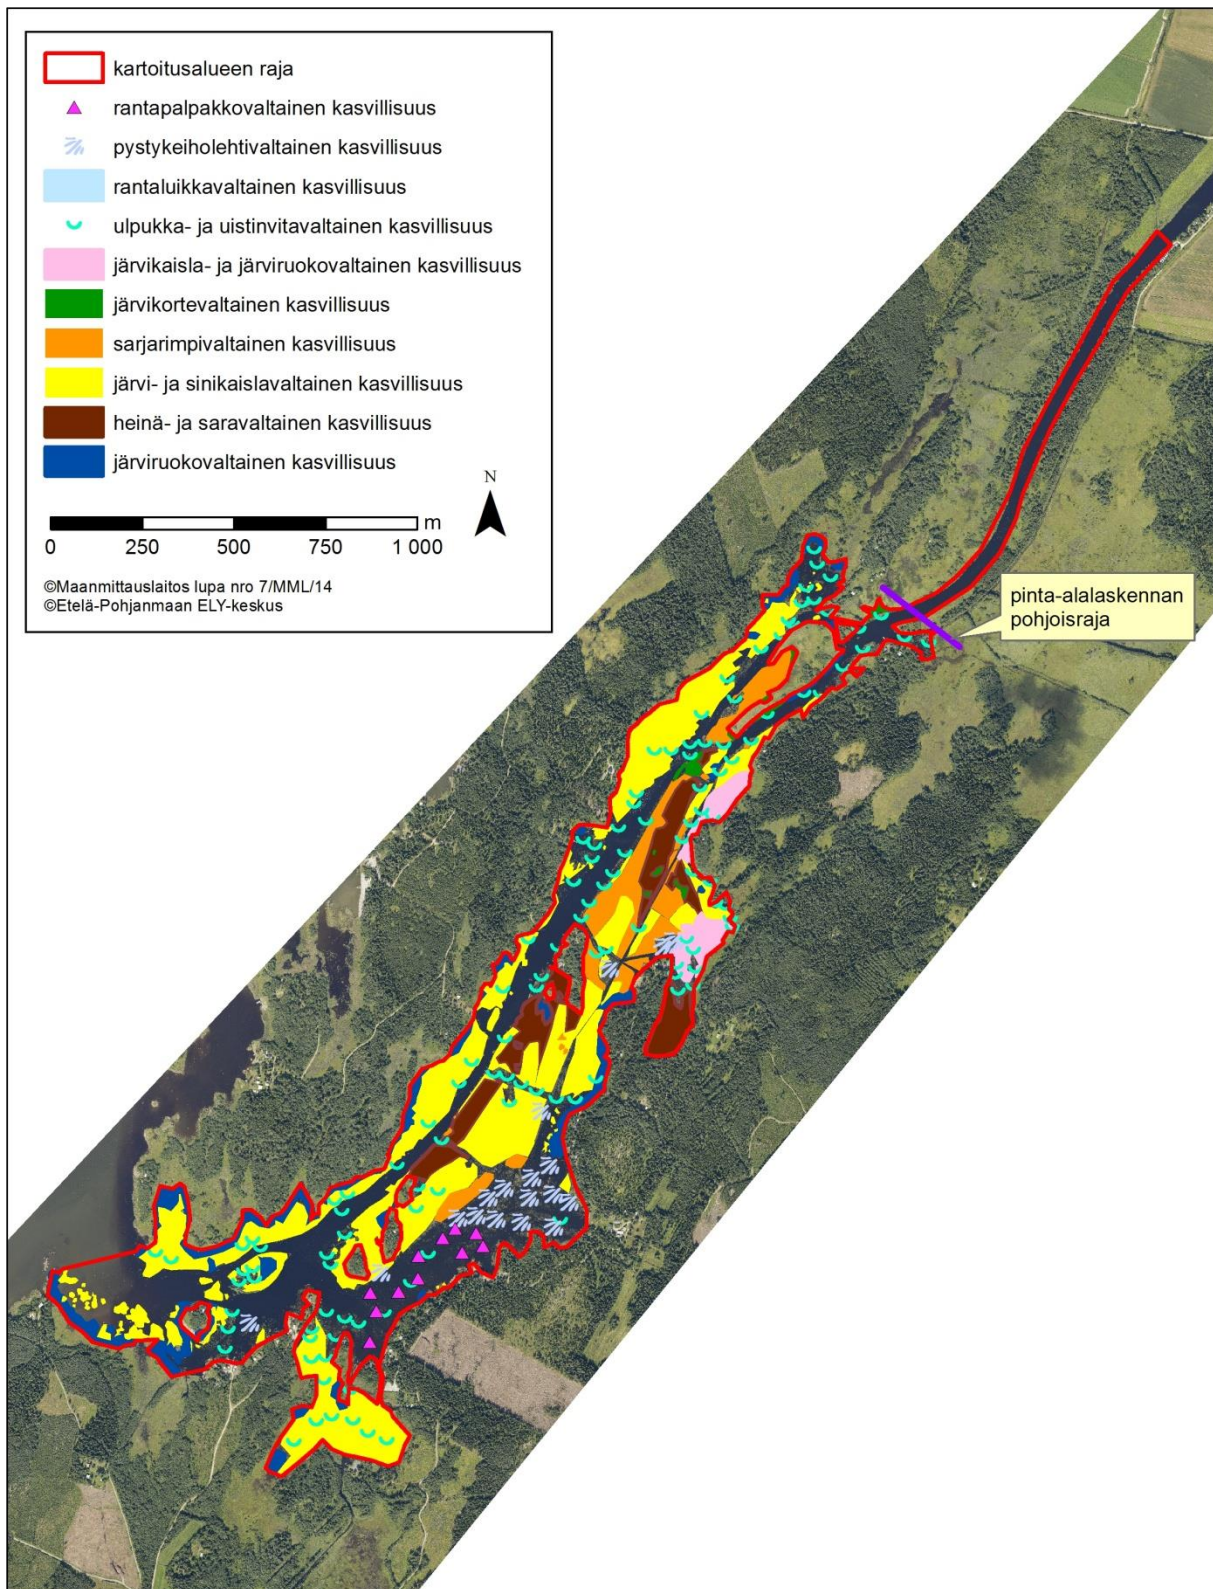 kartoitusalueen raja
rantapalpakkovaltainen kasvillisuus
pystykeiholehtivaltainen kasvillisuus
rantaluikkavaltainen kasvillisuus
ulpukka- ja uistinvitavaltainen kasvillisuus
järvikaisla- ja järviruokovaltainen kasvillisuus
järvikortevaltainen kasvillisuus
sarjarimpivaltainen kasvillisuus
järvi- ja sinikaislavaltainen kasvillisuus
heinä- ja saravaltainen kasvillisuus
järviruokovaltainen kasvillisuus
N
m
0 250 500 750 1 000
©Maanmittauslaitos lupa nro 7/MML/14
©Etelä-Pohjanmaan ELY-keskus
pinta-alalaskennan
pohjoisraja